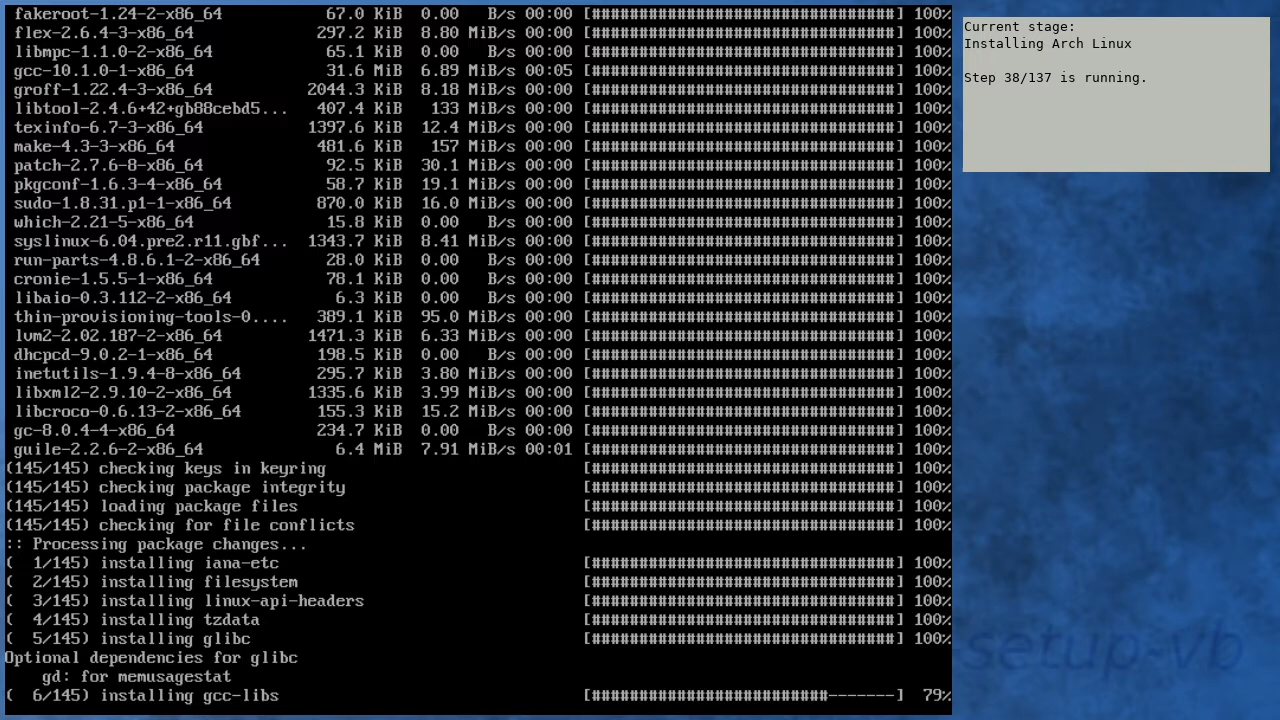 fakeroot-1.24-2-x86_64 67.0 KiB 0.00 B/s 00:00 [################################] 100%
flex-2.6.4-3-x86_64 297.2 KiB 8.80 MiB/s 00:00 [################################] 100%
libmpc-1.1.0-2-x86_64 65.1 KiB 0.00 B/s 00:00 [################################] 100%
gcc-10.1.0-1-x86_64 31.6 MiB 6.89 MiB/s 00:05 [################################] 100%
groff-1.22.4-3-x86_64 2044.3 KiB 8.18 MiB/s 00:00 [################################] 100%
libtool-2.4.6+42+gb88cebd5... 407.4 KiB 133 MiB/s 00:00 [################################] 100%
texinfo-6.7-3-x86_64 1397.6 KiB 12.4 MiB/s 00:00 [################################] 100%
make-4.3-3-x86_64 481.6 KiB 157 MiB/s 00:00 [################################] 100%
patch-2.7.6-8-x86_64 92.5 KiB 30.1 MiB/s 00:00 [################################] 100%
pkgconf-1.6.3-4-x86_64 58.7 KiB 19.1 MiB/s 00:00 [################################] 100%
sudo-1.8.31.p1-1-x86_64 870.0 KiB 16.0 MiB/s 00:00 [################################] 100%
which-2.21-5-x86_64 15.8 KiB 0.00 B/s 00:00 [################################] 100%
syslinux-6.04.pre2.r11.gbf... 1343.7 KiB 8.41 MiB/s 00:00 [################################] 100%
run-parts-4.8.6.1-2-x86_64 28.0 KiB 0.00 B/s 00:00 [################################] 100%
cronie-1.5.5-1-x86_64 78.1 KiB 0.00 B/s 00:00 [################################] 100%
libaio-0.3.112-2-x86_64 6.3 KiB 0.00 B/s 00:00 [################################] 100%
thin-provisioning-tools-0.... 389.1 KiB 95.0 MiB/s 00:00 [################################] 100%
lvm2-2.02.187-2-x86_64 1471.3 KiB 6.33 MiB/s 00:00 [################################] 100%
dhcpcd-9.0.2-1-x86_64 198.5 KiB 0.00 B/s 00:00 [################################] 100%
inetutils-1.9.4-8-x86_64 295.7 KiB 3.80 MiB/s 00:00 [################################] 100%
libxml2-2.9.10-2-x86_64 1335.6 KiB 3.99 MiB/s 00:00 [################################] 100%
libcroco-0.6.13-2-x86_64 155.3 KiB 15.2 MiB/s 00:00 [################################] 100%
gc-8.0.4-4-x86_64 234.7 KiB 0.00 B/s 00:00 [################################] 100%
guile-2.2.6-2-x86_64 6.4 MiB 7.91 MiB/s 00:01 [################################] 100%
(145/145) checking keys in keyring [################################] 100%
(145/145) checking package integrity [################################] 100%
(145/145) loading package files [################################] 100%
(145/145) checking for file conflicts [################################] 100%
:: Processing package changes...
(  1/145) installing iana-etc [################################] 100%
(  2/145) installing filesystem [################################] 100%
(  3/145) installing linux-api-headers [################################] 100%
(  4/145) installing tzdata [################################] 100%
(  5/145) installing glibc [################################] 100%
Optional dependencies for glibc
gd: for memusagestat
(  6/145) installing gcc-libs [#########################-------] 79%
Current stage:
Installing Arch Linux
Step 38/137 is running.
setup-vb